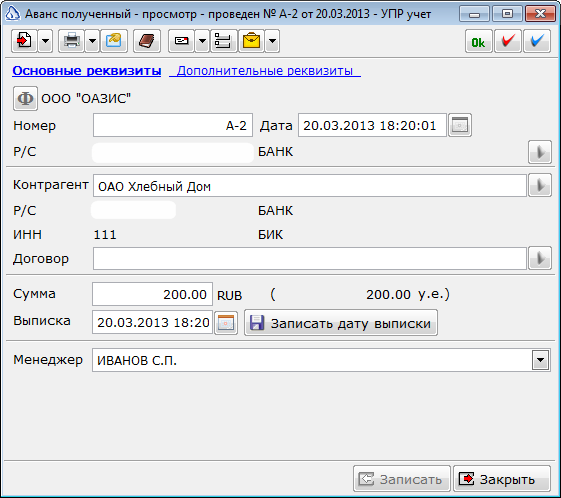 Аванс полученный - просмотр - проведен № А-2 от 20.03.2013 - УПР учет
Ok
Основные реквизиты Дополнительные реквизиты
Ф ООО "ОАЗИС"
Номер А-2 Дата 20.03.2013 18:20:01
Р/С БАНК
Контрагент ОАО Хлебный Дом
Р/С БАНК
ИНН 111 БИК
Договор
Сумма 200.00 RUB ( 200.00 у.е.)
Выписка 20.03.2013 18:20 Записать дату выписки
Менеджер ИВАНОВ С.П.
Записать Закрыть